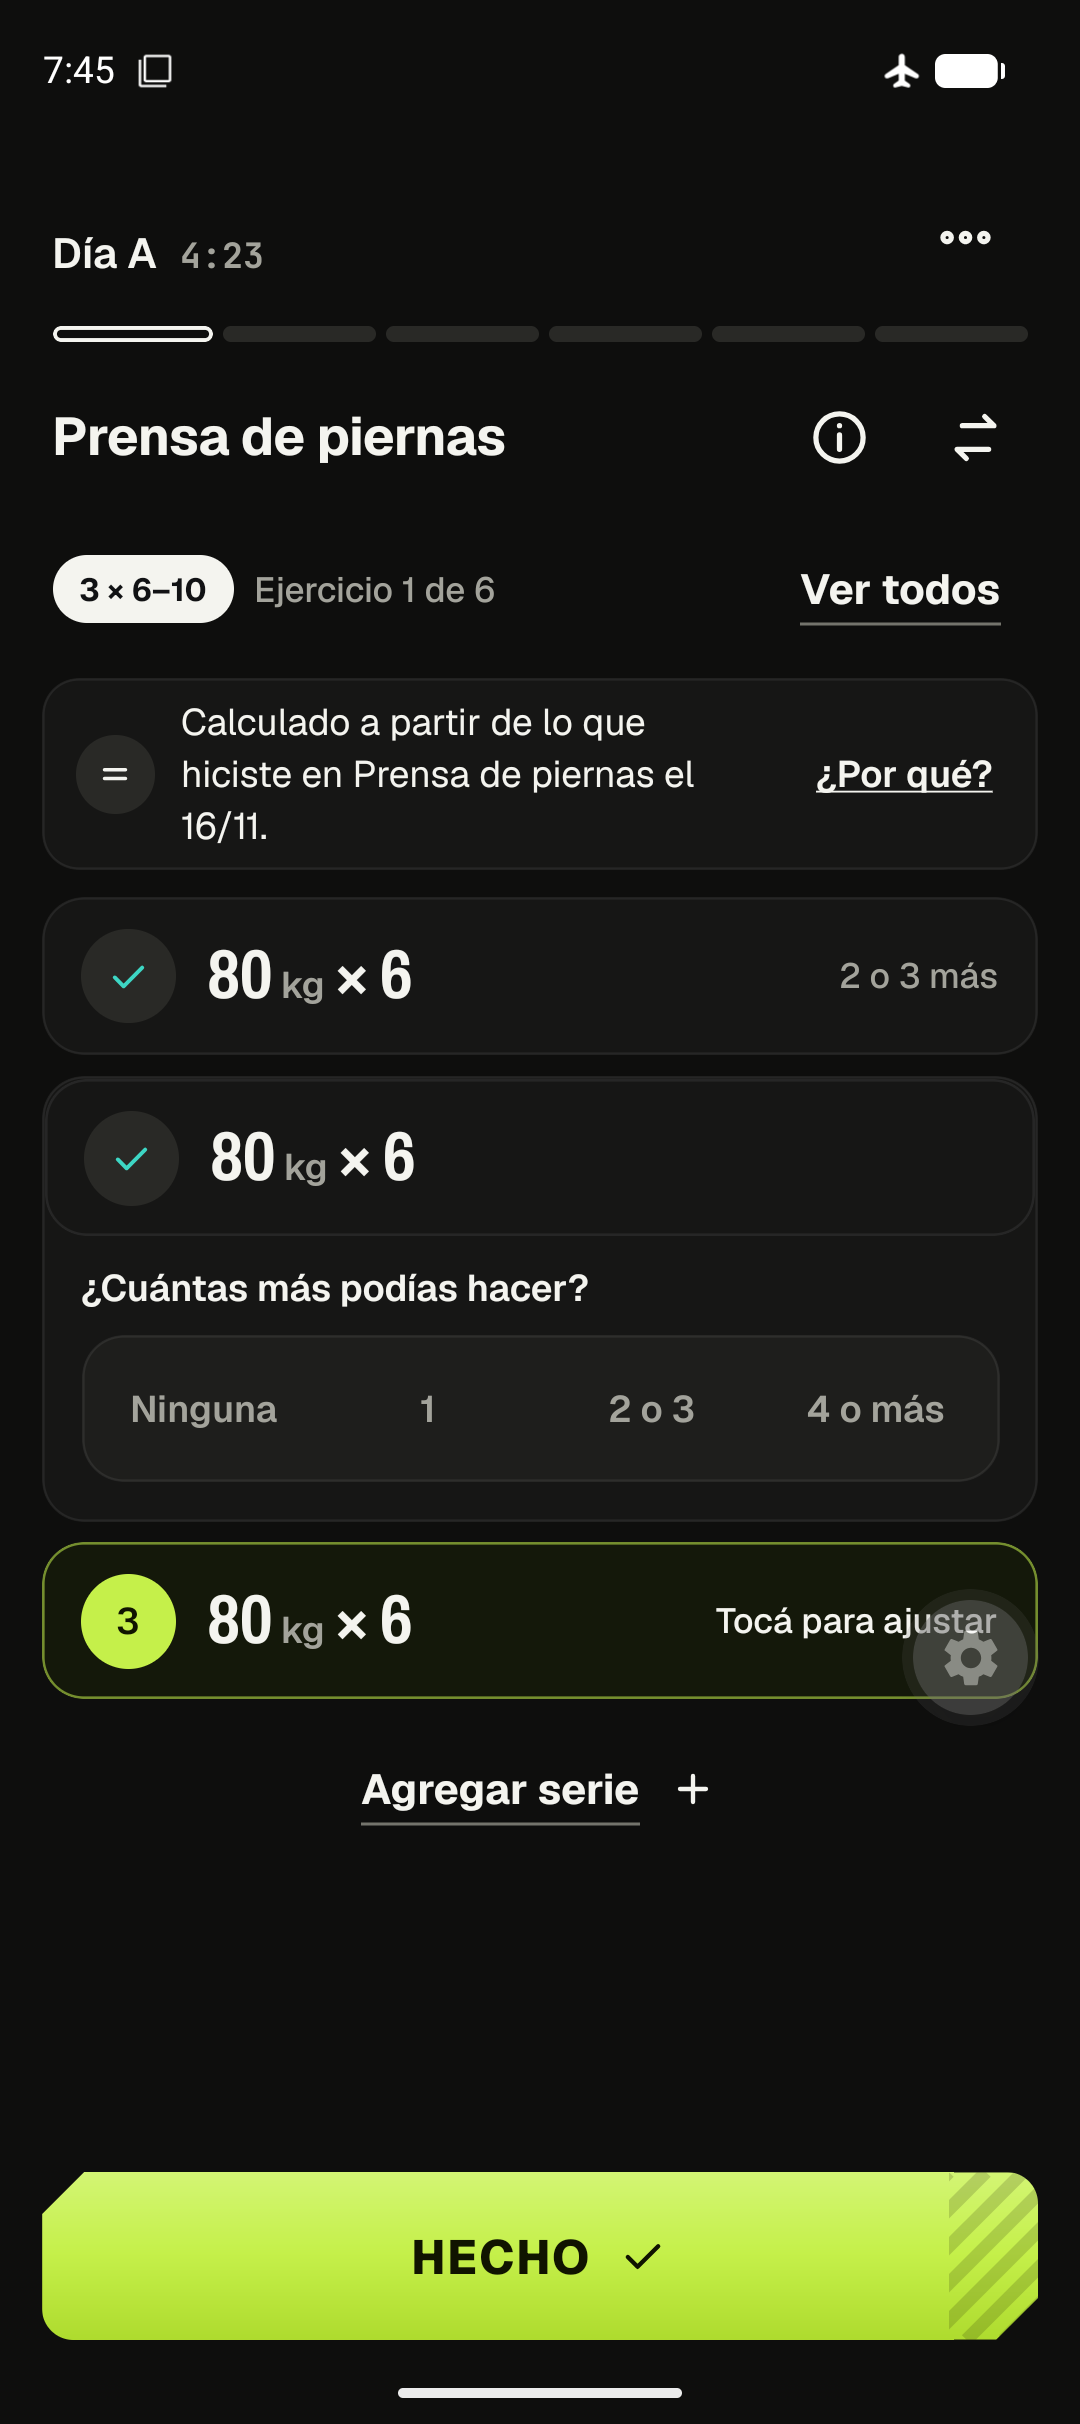 7:45
Día A 4:23
Prensa de piernas
3 × 6–10 Ejercicio 1 de 6 Ver todos
Calculado a partir de lo que
hiciste en Prensa de piernas el
16/11.
¿Por qué?
80 kg × 6 2 o 3 más
80 kg × 6
¿Cuántas más podías hacer?
Ninguna 1 2 o 3 4 o más
3 80 kg × 6 Tocá para ajustar
Agregar serie +
HECHO